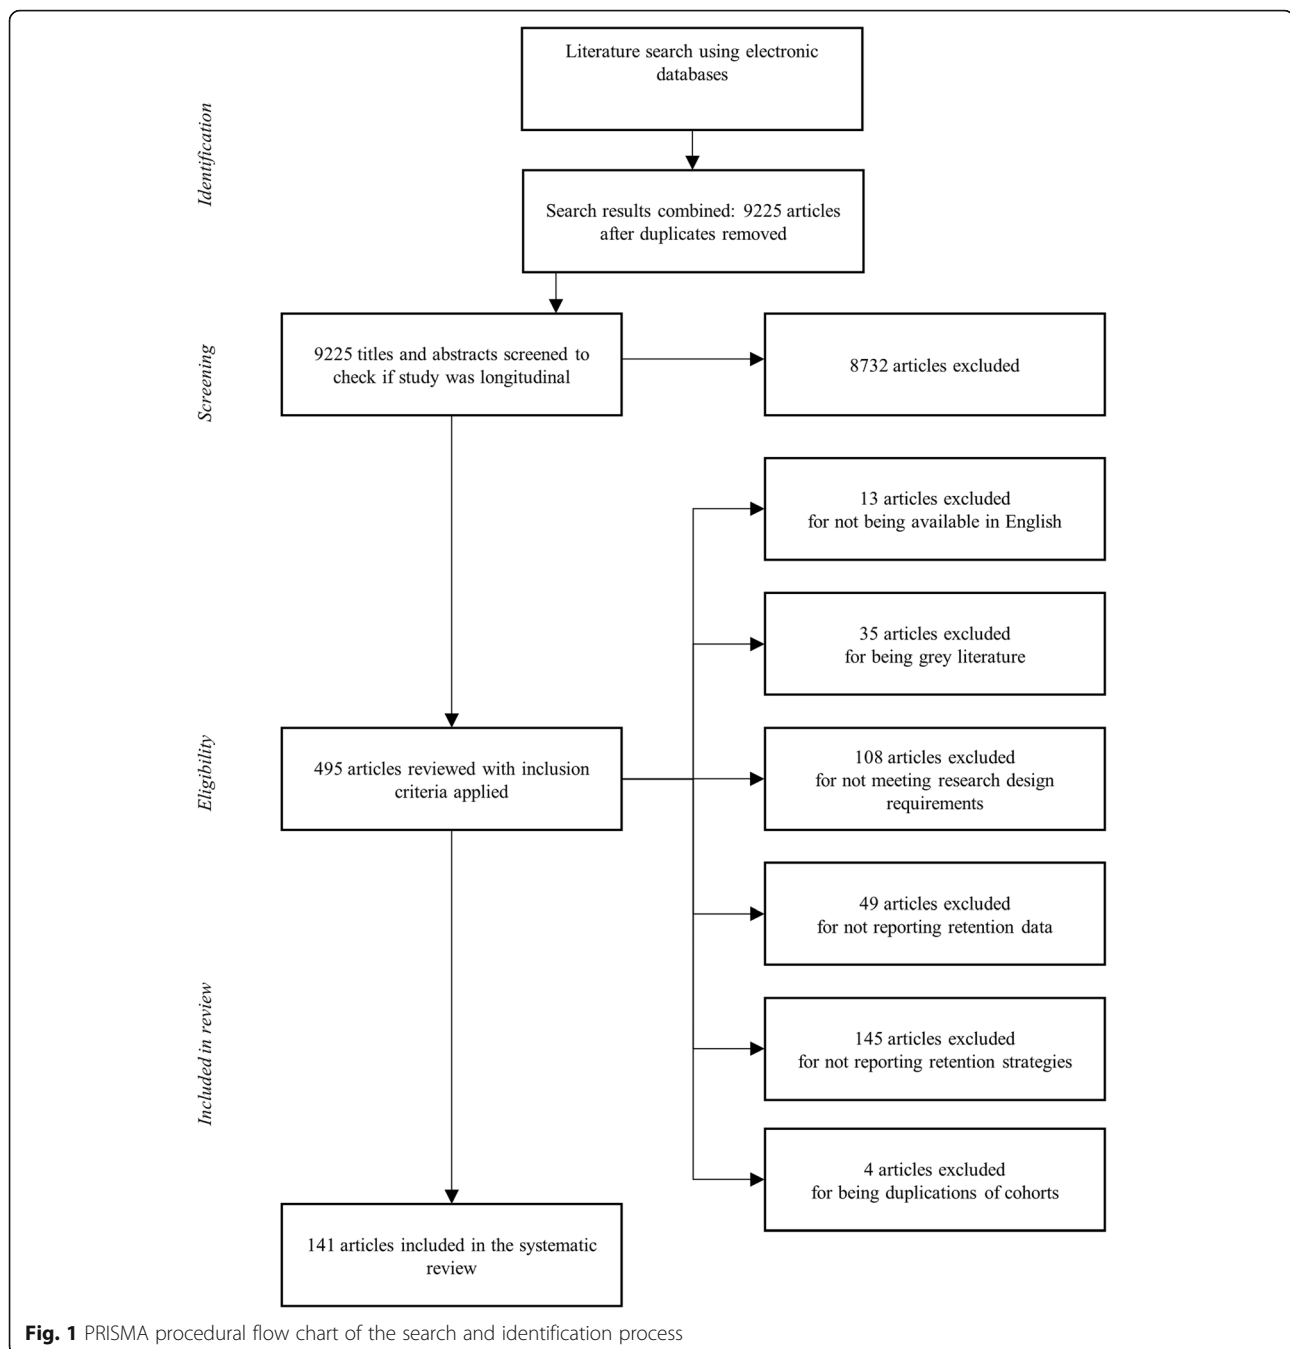 Literature search using electronic
databases
Identification
Search results combined: 9225 articles
after duplicates removed
Screening
9225 titles and abstracts screened to
check if study was longitudinal
8732 articles excluded
13 articles excluded
for not being available in English
35 articles excluded
for being grey literature
Eligibility
495 articles reviewed with inclusion
criteria applied
108 articles excluded
for not meeting research design
requirements
49 articles excluded
for not reporting retention data
Included in review
145 articles excluded
for not reporting retention strategies
4 articles excluded
for being duplications of cohorts
141 articles included in the systematic
review
Fig. 1 PRISMA procedural flow chart of the search and identification process